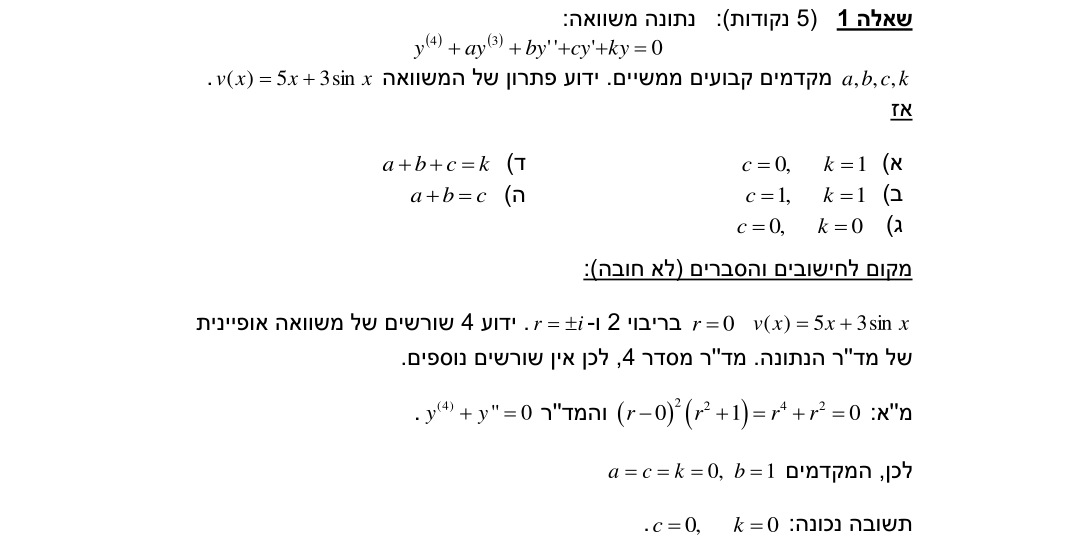 שאלה 1 (5 נקודות): נתונה משוואה:
y⁽⁴⁾ + ay⁽³⁾ + by''+cy'+ky = 0
a,b,c,k מקדמים קבועים ממשיים. ידוע פתרון של המשוואה v(x) = 5x + 3sin x .
אז
א) c = 0, k = 1 ד) a + b + c = k
ב) c = 1, k = 1 ה) a + b = c
ג) c = 0, k = 0
מקום לחישובים והסברים (לא חובה):
v(x) = 5x + 3sin x r = 0 בריבוי 2 ו- r = ±i . ידוע 4 שורשים של משוואה אופיינית
של מד"ר הנתונה. מד"ר מסדר 4, לכן אין שורשים נוספים.
מ"א: (r − 0)²(r² + 1) = r⁴ + r² = 0 והמד"ר y⁽⁴⁾ + y" = 0 .
לכן, המקדמים a = c = k = 0, b = 1
תשובה נכונה: c = 0, k = 0 .